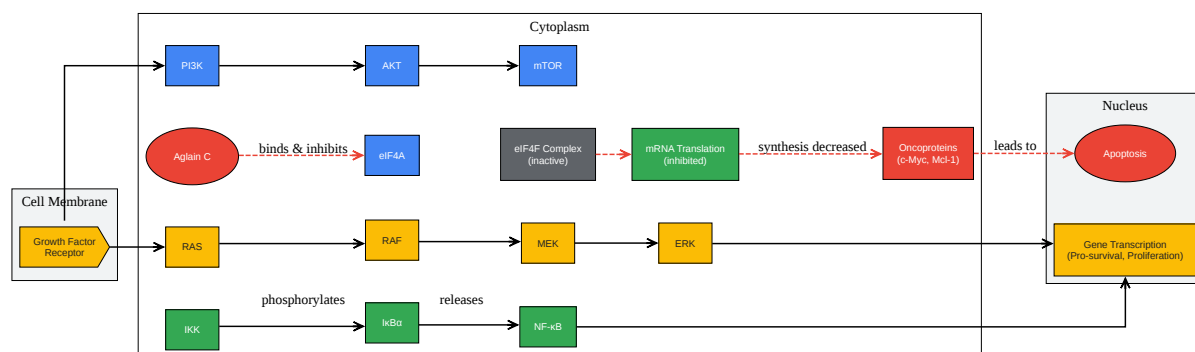 Cytoplasm
PI3K
AKT
mTOR
Nucleus
Aglain C
binds & inhibits
eIF4A
eIF4F Complex
(inactive)
mRNA Translation
(inhibited)
synthesis decreased
Oncoproteins
(c-Myc, Mcl-1)
leads to
Apoptosis
Cell Membrane
Growth Factor
Receptor
RAS
RAF
MEK
ERK
Gene Transcription
(Pro-survival, Proliferation)
IKK
phosphorylates
IκBα
releases
NF-κB